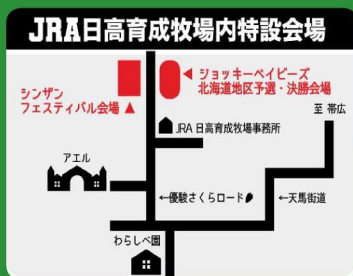 JRA日高育成牧場内特設会場
シンザン
フェスティバル会場 ▲
◀ ジョッキーベイビーズ
北海道地区予選・決勝会場
至 帯広
JRA 日高育成牧場事務所
アエル
←優駿さくらロード
←天馬街道
わらしべ園